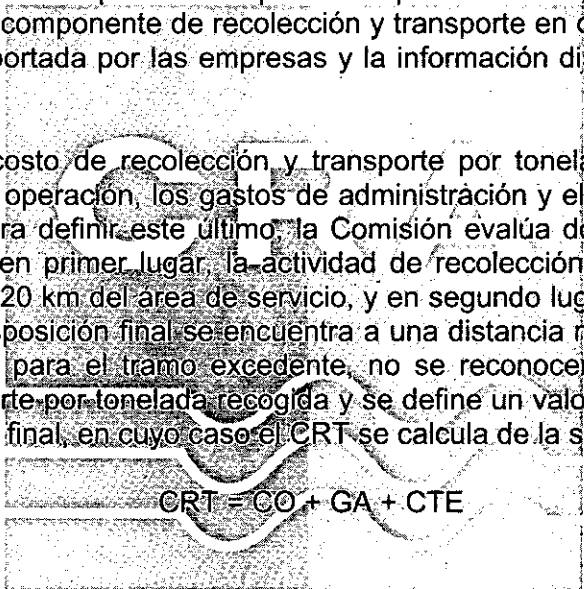 componente de recolección y transporte en
ortada por las empresas y la información di
CRA
costo de recolección y transporte por tonel
operación, los gastos de administración y el
ra definir este último, la Comisión evalúa d
en primer lugar, la actividad de recolección
20 km del área de servicio, y en segundo lug
sposición final se encuentra a una distancia
para el tramo excedente, no se reconoce
rte por tonelada recogida y se define un valo
final, en cuyo caso el CRT se calcula de la s
CRT = CO + GA + CTE